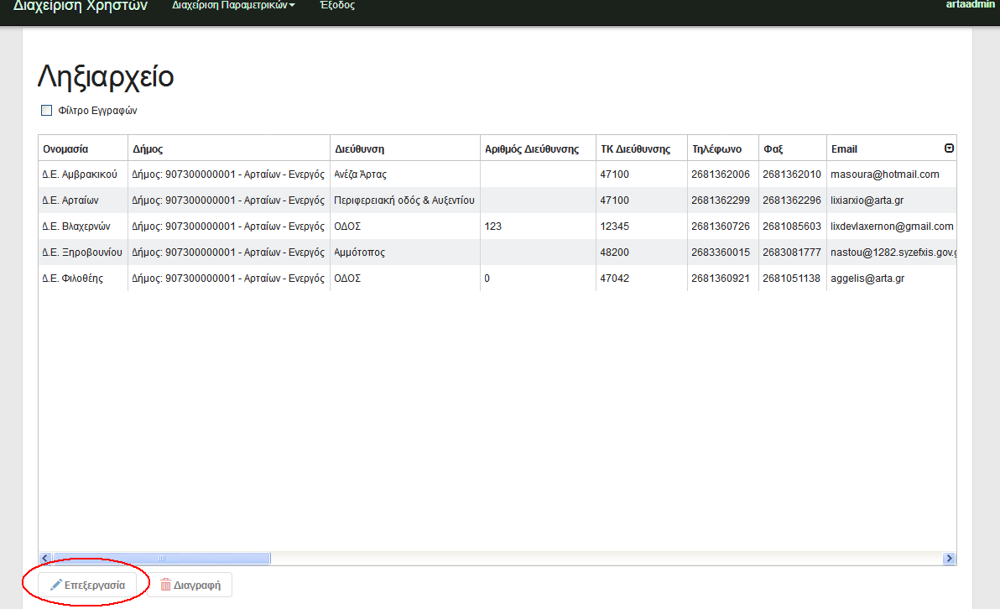 Διαχείριση Χρηστών Διαχείριση Παραμετρικών Έξοδος artaadmin
Ληξιαρχείο
Φίλτρο Εγγραφών
Ονομασία Δήμος Διεύθυνση Αριθμός Διεύθυνσης ΤΚ Διεύθυνσης Τηλέφωνο Φαξ Email
Δ.Ε. Αμβρακικού Δήμος: 907300000001 - Αρταίων - Ενεργός Ανέζα Άρτας 47100 2681362006 2681362010 masoura@hotmail.com
Δ.Ε. Αρταίων Δήμος: 907300000001 - Αρταίων - Ενεργός Περιφερειακή οδός & Αυξεντίου 47100 2681362299 2681362296 lixiarxio@arta.gr
Δ.Ε. Βλαχερνών Δήμος: 907300000001 - Αρταίων - Ενεργός ΟΔΟΣ 123 12345 2681360726 2681085603 lixdevlaxernon@gmail.com
Δ.Ε. Ξηροβουνίου Δήμος: 907300000001 - Αρταίων - Ενεργός Αμμότοπος 48200 2683360015 2683081777 nastou@1282.syzefxis.gov.g
Δ.Ε. Φιλοθέης Δήμος: 907300000001 - Αρταίων - Ενεργός ΟΔΟΣ 0 47042 2681360921 2681051138 aggelis@arta.gr
Επεξεργασία Διαγραφή